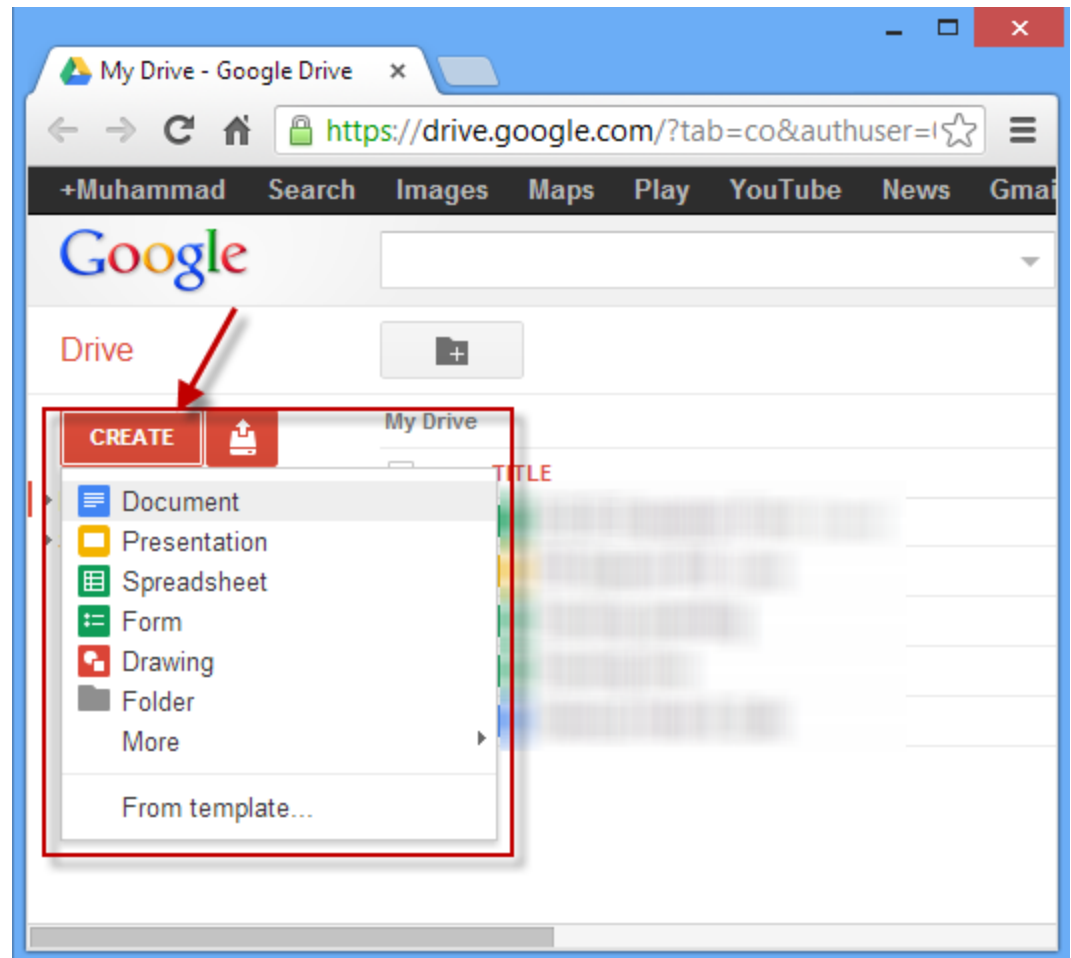 My Drive - Google Drive
https://drive.google.com/?tab=co&authuser=
+Muhammad Search Images Maps Play YouTube News Gmai
Google
Drive
CREATE
My Drive
TITLE
Document
Presentation
Spreadsheet
Form
Drawing
Folder
More
From template...